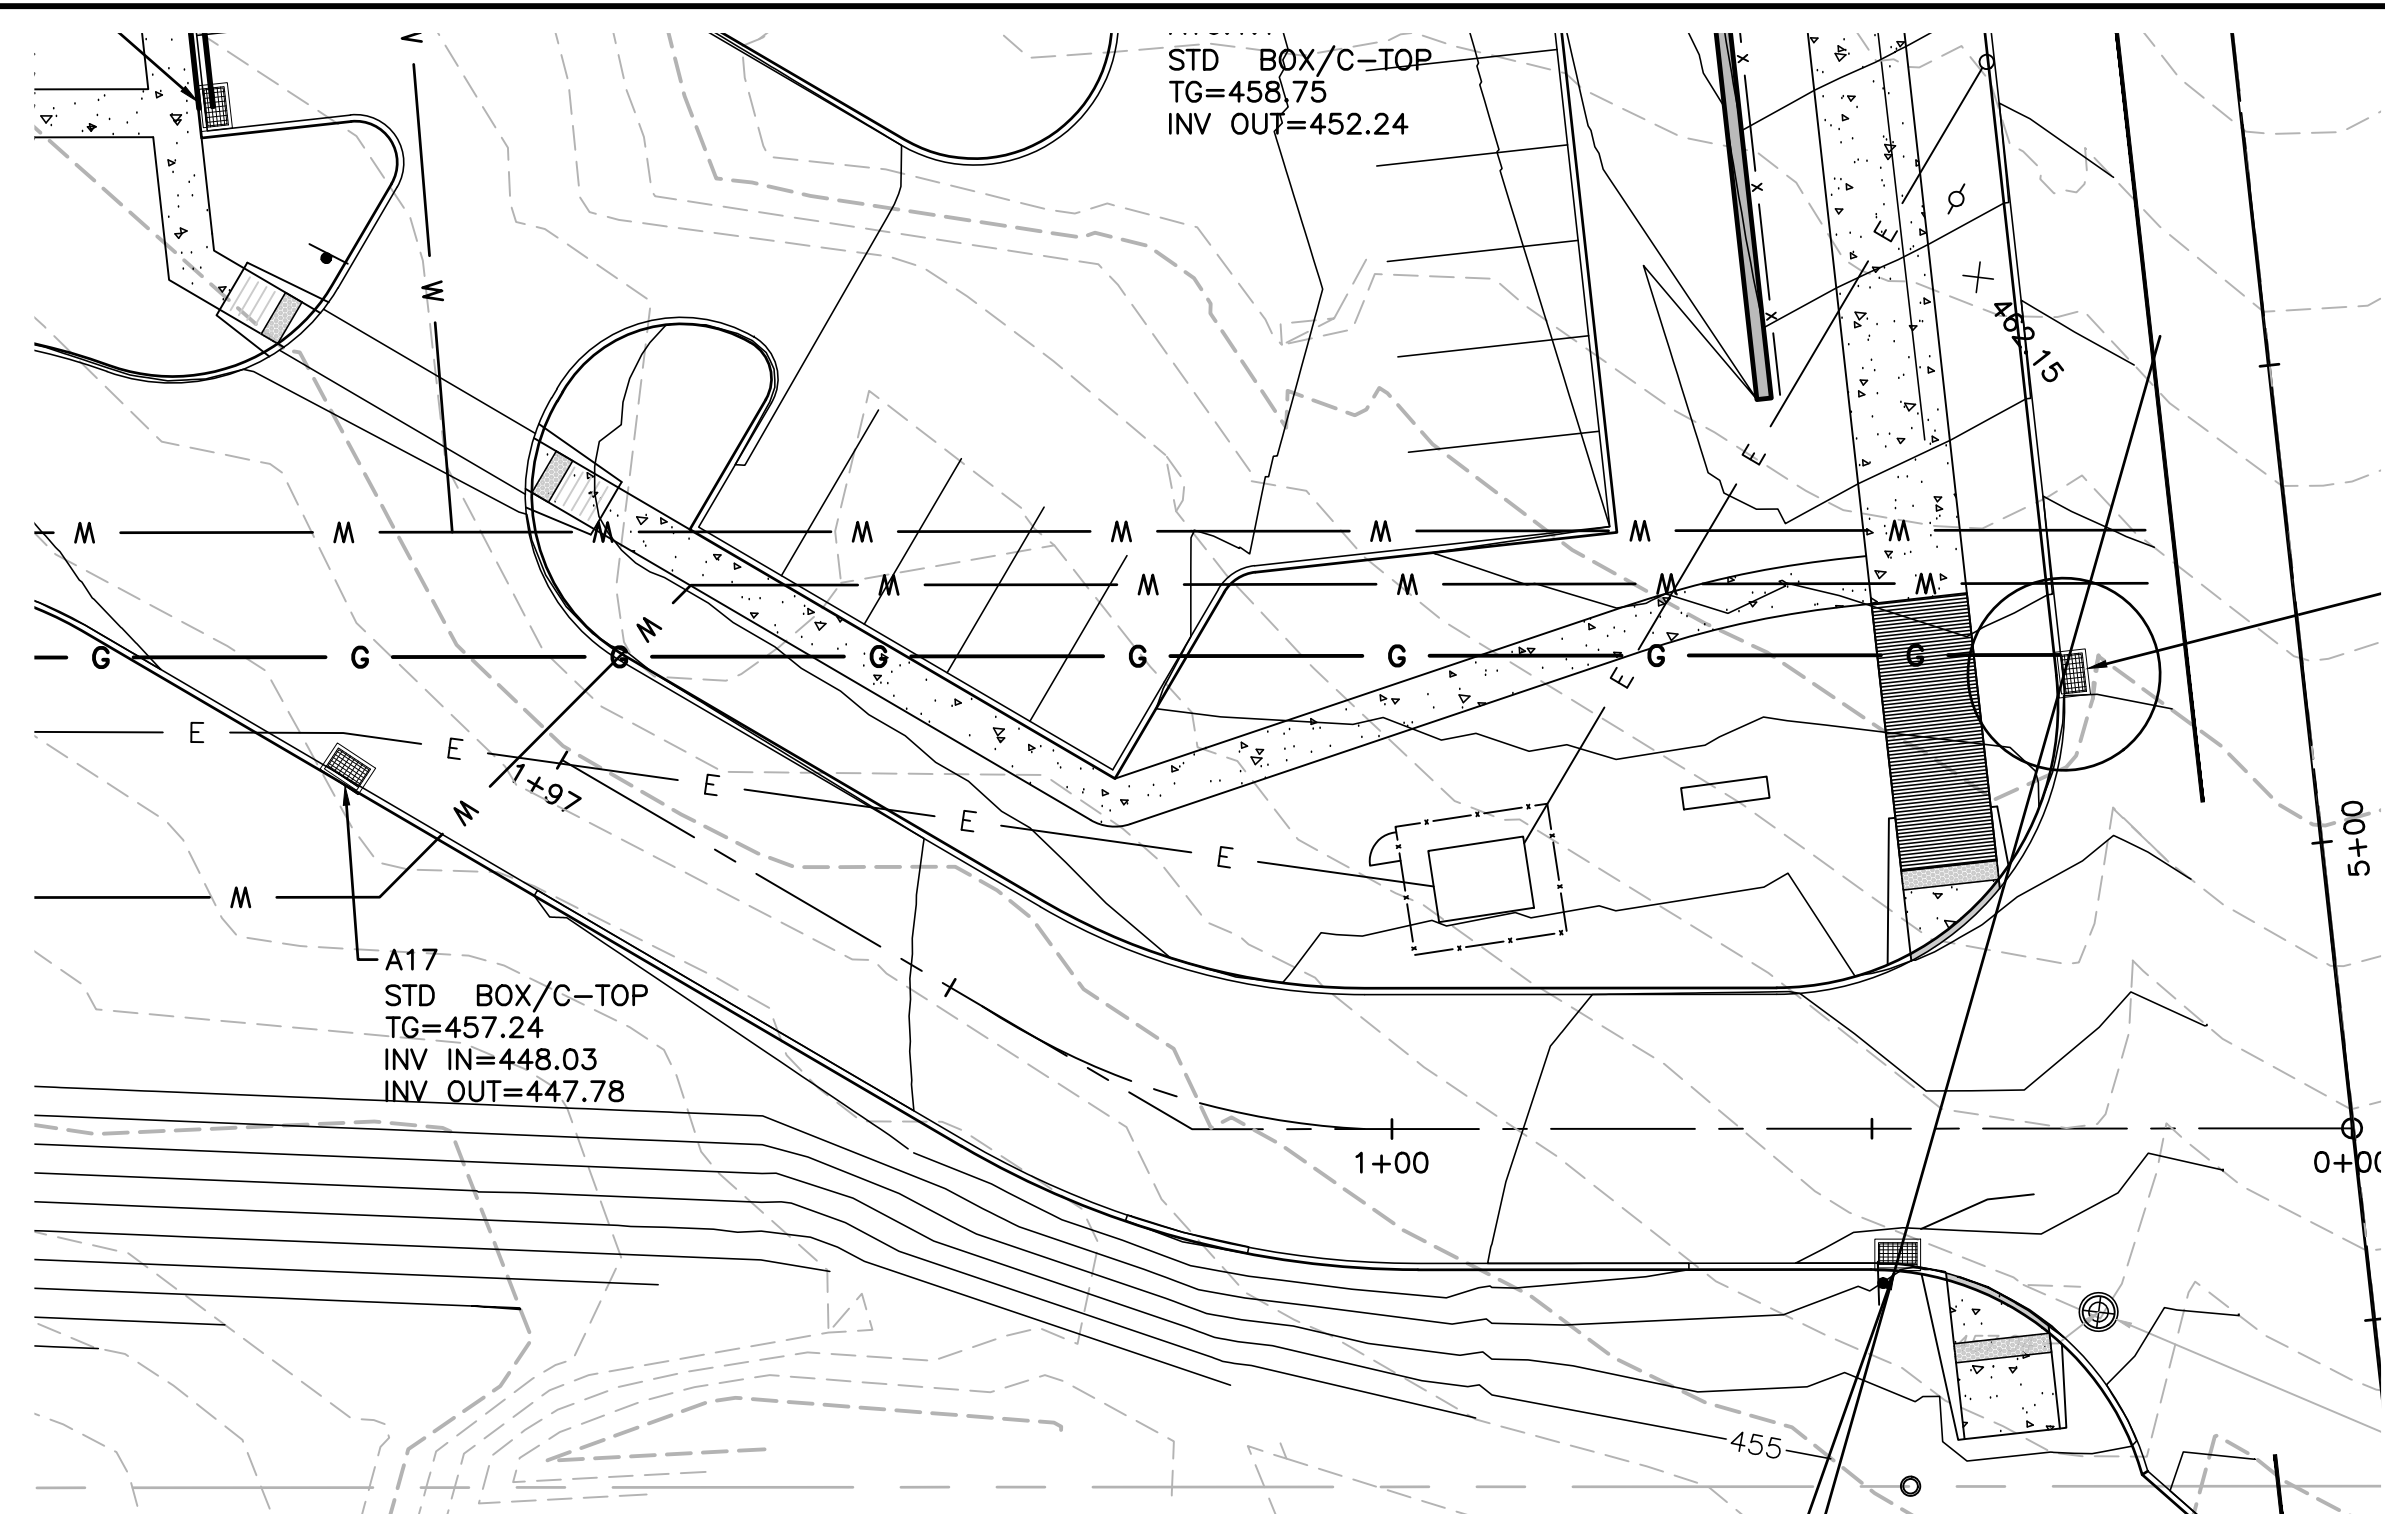 STD BOX/C-TOP
TG=458.75
INV OUT=452.24
W
462.15
E
E
E
E
W W W W W W W W
W W W W W
W
G G G G G G G G
E E E E E
1+97
W
W
5+00
A17
STD BOX/C-TOP
TG=457.24
INV IN=448.03
INV OUT=447.78
1+00
0+00
455